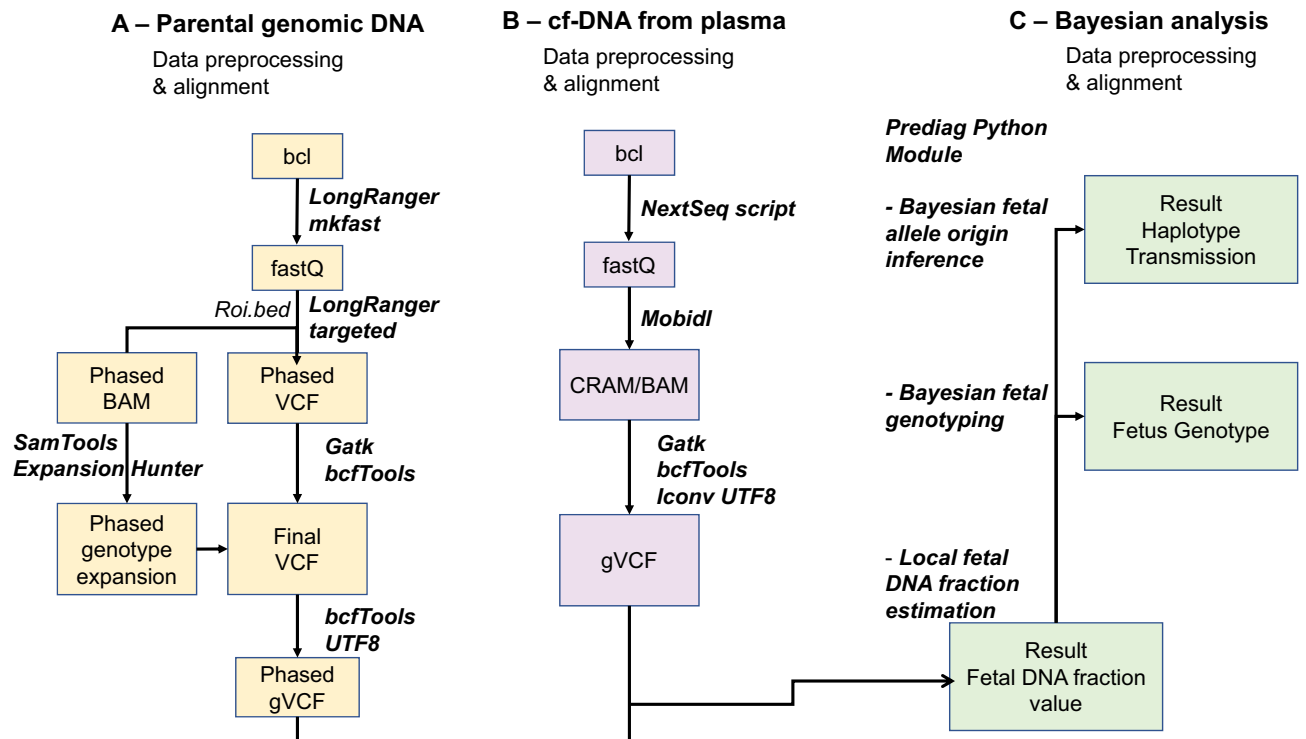 A – Parental genomic DNA
Data preprocessing
& alignment
bcl
LongRanger
mkfast
fastQ
Roi.bed
LongRanger
targeted
Phased
BAM
Phased
VCF
SamTools
Expansion Hunter
Gatk
bcfTools
Phased
genotype
expansion
Final
VCF
bcfTools
UTF8
Phased
gVCF
B – cf-DNA from plasma
Data preprocessing
& alignment
bcl
NextSeq script
fastQ
Mobidl
CRAM/BAM
Gatk
bcfTools
Iconv UTF8
gVCF
C – Bayesian analysis
Data preprocessing
& alignment
Prediag Python
Module
- Bayesian fetal
allele origin
inference
Result
Haplotype
Transmission
- Bayesian fetal
genotyping
Result
Fetus Genotype
- Local fetal
DNA fraction
estimation
Result
Fetal DNA fraction
value